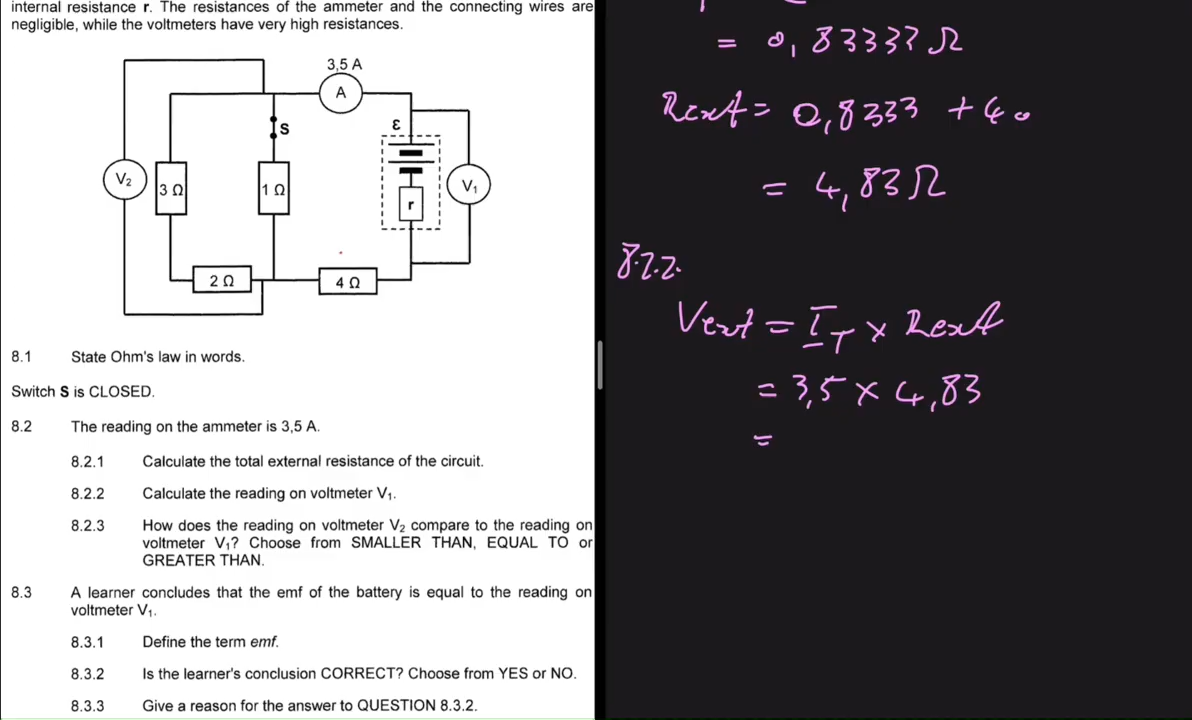 internal resistance r. The resistances of the ammeter and the connecting wires are
negligible, while the voltmeters have very high resistances.
3,5 A
A
S
ε
V₂
3 Ω
1 Ω
r
V₁
2 Ω
4 Ω
8.1 State Ohm's law in words.
Switch S is CLOSED.
8.2 The reading on the ammeter is 3,5 A.
8.2.1 Calculate the total external resistance of the circuit.
8.2.2 Calculate the reading on voltmeter V₁.
8.2.3 How does the reading on voltmeter V₂ compare to the reading on
voltmeter V₁? Choose from SMALLER THAN, EQUAL TO or
GREATER THAN.
8.3 A learner concludes that the emf of the battery is equal to the reading on
voltmeter V₁.
8.3.1 Define the term emf.
8.3.2 Is the learner's conclusion CORRECT? Choose from YES or NO.
8.3.3 Give a reason for the answer to QUESTION 8.3.2.
= 0,83333 Ω
Rext = 0,8333 + 4
= 4,83 Ω
8.2.2.
Vext = I_T × Rext
= 3,5 × 4,83
=